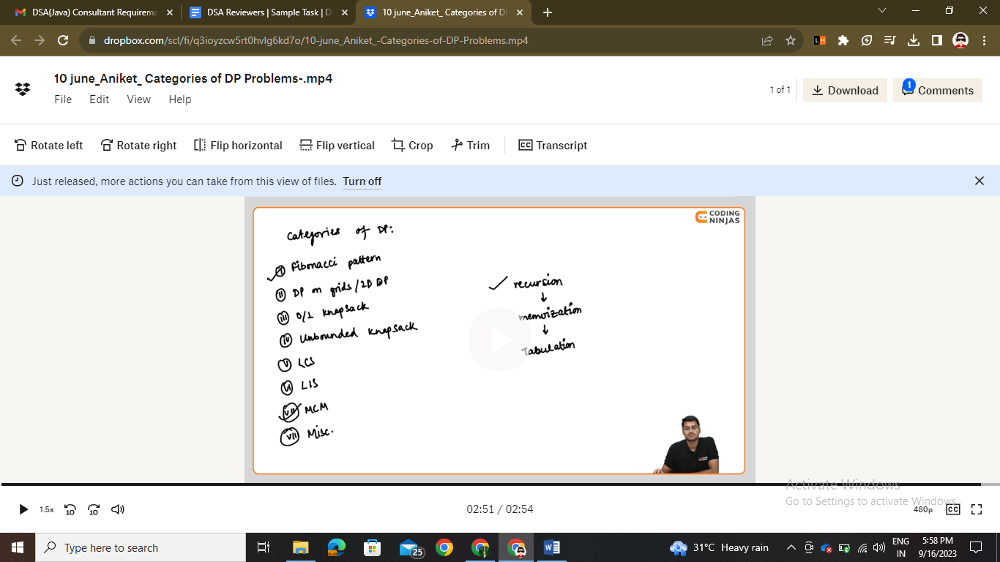 DSA(Java) Consultant Requireme
DSA Reviewers | Sample Task | D
10 june_Aniket_ Categories of D
dropbox.com/scl/fi/q3ioyzcw5rt0hvlg6kd7o/10-june_Aniket_-Categories-of-DP-Problems.mp4
10 june_Aniket_ Categories of DP Problems-.mp4
File Edit View Help
1 of 1
Download
1
Comments
Rotate left
Rotate right
Flip horizontal
Flip vertical
Crop
Trim
CC Transcript
Just released, more actions you can take from this view of files. Turn off
CODING
NINJAS
Categories of DP:
(i) Fibonacci pattern
(ii) DP on grids/2D DP
(iii) 0/1 knapsack
(iv) Unbounded knapsack
(v) LCS
(vi) LIS
(vii) MCM
(vii) Misc.
recursion
↓
memoization
↓
Tabulation
Activate Windows
Go to Settings to activate Windows.
1.5x
10
10
02:51 / 02:54
480p
CC
Type here to search
25
31°C Heavy rain
ENG
IN
5:58 PM
9/16/2023